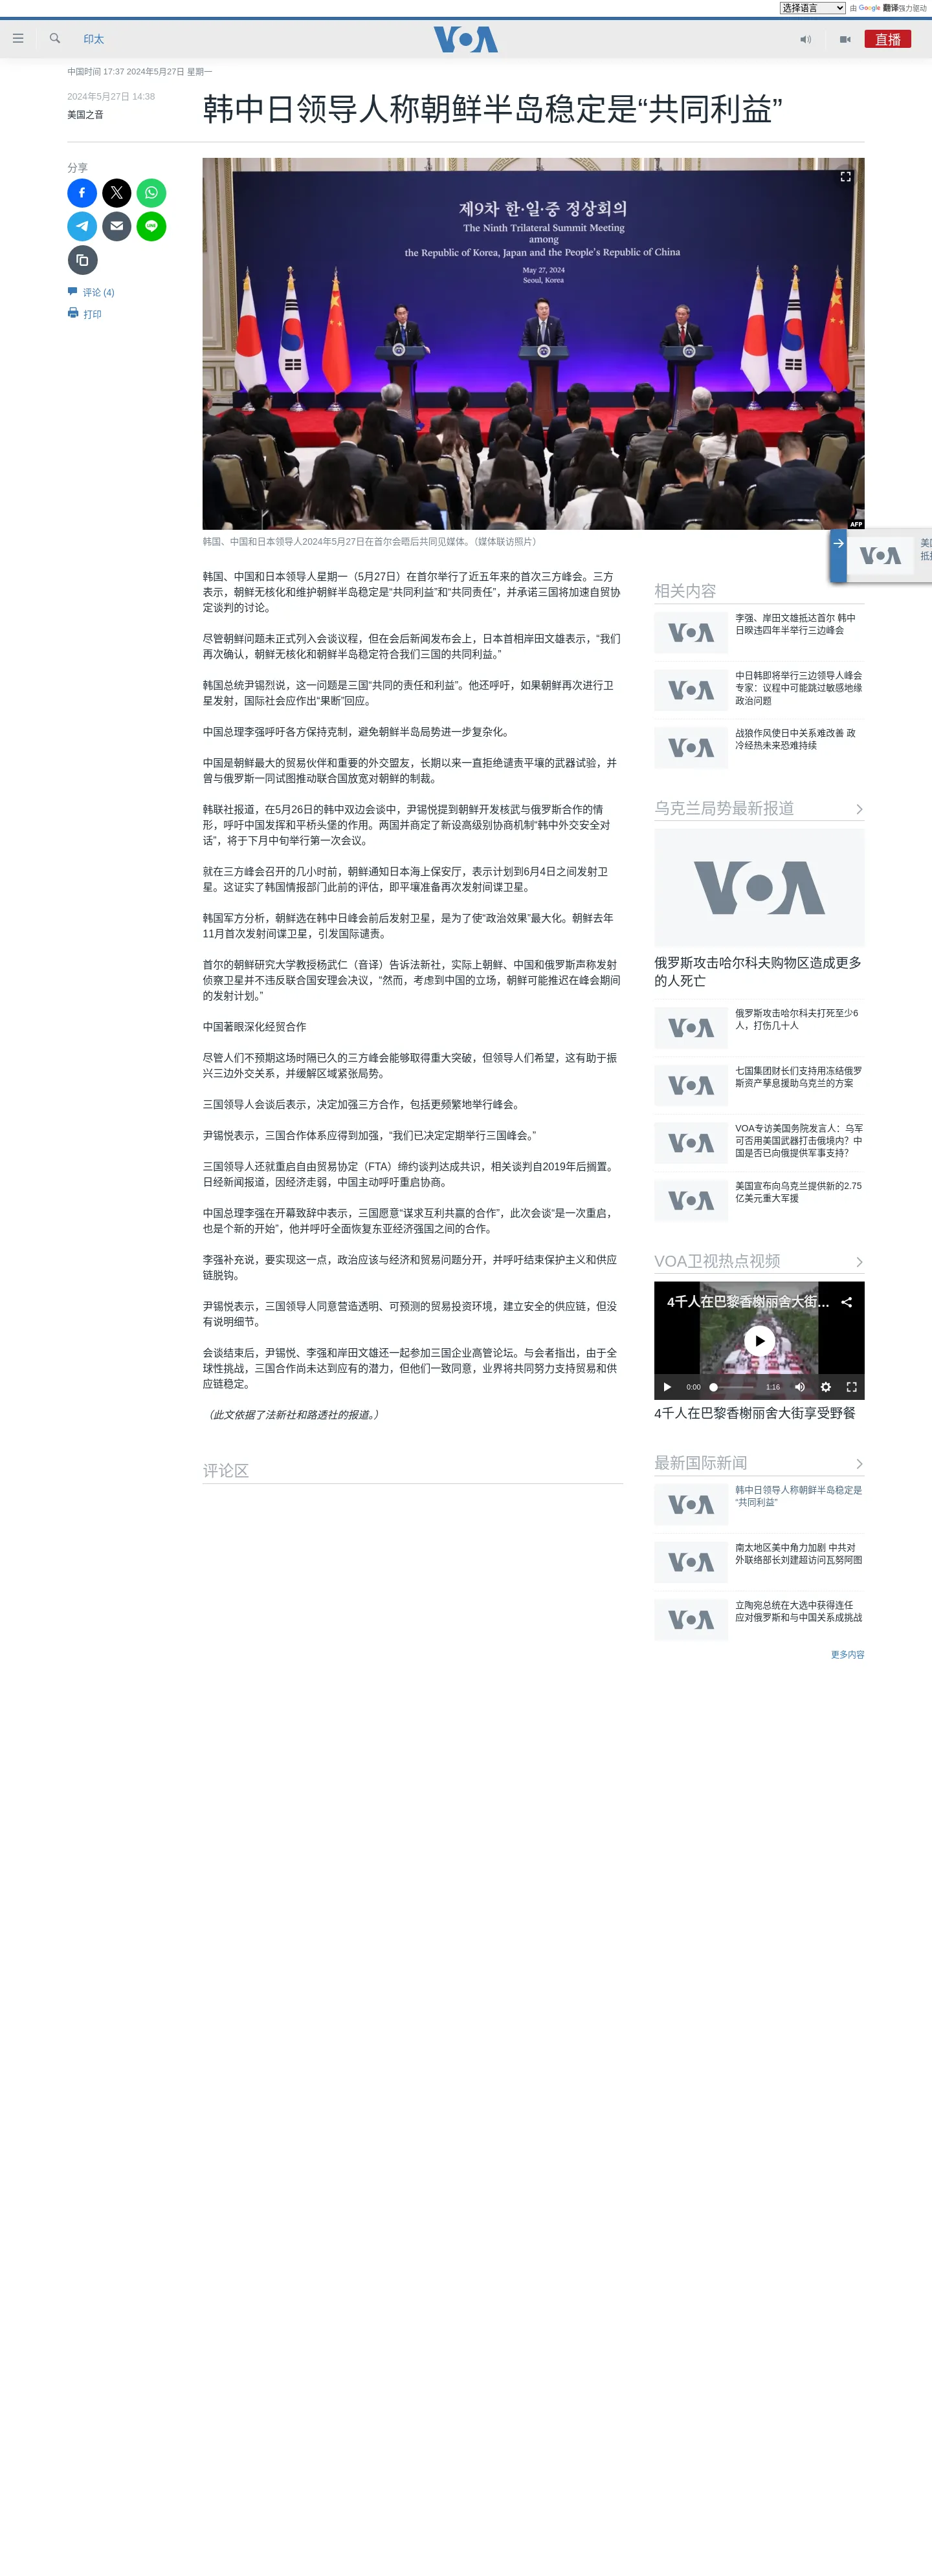 选择语言
由 Google 翻译强力驱动
印太
VOA
直播
中国时间 17:37 2024年5月27日 星期一
2024年5月27日 14:38
美国之音
韩中日领导人称朝鲜半岛稳定是“共同利益”
分享
评论 (4)
打印
제9차 한·일·중 정상회의
The Ninth Trilateral Summit Meeting
among
the Republic of Korea, Japan and the People's Republic of China
May 27, 2024
Seoul, Korea
AFP
韩国、中国和日本领导人2024年5月27日在首尔会晤后共同见媒体。（媒体联访照片）
韩国、中国和日本领导人星期一（5月27日）在首尔举行了近五年来的首次三方峰会。三方
表示，朝鲜无核化和维护朝鲜半岛稳定是“共同利益”和“共同责任”，并承诺三国将加速自贸协
定谈判的讨论。
尽管朝鲜问题未正式列入会谈议程，但在会后新闻发布会上，日本首相岸田文雄表示，“我们
再次确认，朝鲜无核化和朝鲜半岛稳定符合我们三国的共同利益。”
韩国总统尹锡烈说，这一问题是三国“共同的责任和利益”。他还呼吁，如果朝鲜再次进行卫
星发射，国际社会应作出“果断”回应。
中国总理李强呼吁各方保持克制，避免朝鲜半岛局势进一步复杂化。
中国是朝鲜最大的贸易伙伴和重要的外交盟友，长期以来一直拒绝谴责平壤的武器试验，并
曾与俄罗斯一同试图推动联合国放宽对朝鲜的制裁。
韩联社报道，在5月26日的韩中双边会谈中，尹锡悦提到朝鲜开发核武与俄罗斯合作的情
形，呼吁中国发挥和平桥头堡的作用。两国并商定了新设高级别协商机制“韩中外交安全对
话”，将于下月中旬举行第一次会议。
就在三方峰会召开的几小时前，朝鲜通知日本海上保安厅，表示计划到6月4日之间发射卫
星。这证实了韩国情报部门此前的评估，即平壤准备再次发射间谍卫星。
韩国军方分析，朝鲜选在韩中日峰会前后发射卫星，是为了使“政治效果”最大化。朝鲜去年
11月首次发射间谍卫星，引发国际谴责。
首尔的朝鲜研究大学教授杨武仁（音译）告诉法新社，实际上朝鲜、中国和俄罗斯声称发射
侦察卫星并不违反联合国安理会决议，“然而，考虑到中国的立场，朝鲜可能推迟在峰会期间
的发射计划。”
中国著眼深化经贸合作
尽管人们不预期这场时隔已久的三方峰会能够取得重大突破，但领导人们希望，这有助于振
兴三边外交关系，并缓解区域紧张局势。
三国领导人会谈后表示，决定加强三方合作，包括更频繁地举行峰会。
尹锡悦表示，三国合作体系应得到加强，“我们已决定定期举行三国峰会。”
三国领导人还就重启自由贸易协定（FTA）缔约谈判达成共识，相关谈判自2019年后搁置。
日经新闻报道，因经济走弱，中国主动呼吁重启协商。
中国总理李强在开幕致辞中表示，三国愿意“谋求互利共赢的合作”，此次会谈“是一次重启，
也是个新的开始”，他并呼吁全面恢复东亚经济强国之间的合作。
李强补充说，要实现这一点，政治应该与经济和贸易问题分开，并呼吁结束保护主义和供应
链脱钩。
尹锡悦表示，三国领导人同意营造透明、可预测的贸易投资环境，建立安全的供应链，但没
有说明细节。
会谈结束后，尹锡悦、李强和岸田文雄还一起参加三国企业高管论坛。与会者指出，由于全
球性挑战，三国合作尚未达到应有的潜力，但他们一致同意，业界将共同努力支持贸易和供
应链稳定。
（此文依据了法新社和路透社的报道。）
评论区
VOA
美国
相关内容
VOA
李强、岸田文雄抵达首尔 韩中
日睽违四年半举行三边峰会
VOA
中日韩即将举行三边领导人峰会
专家：议程中可能跳过敏感地缘
政治问题
VOA
战狼作风使日中关系难改善 政
冷经热未来恐难持续
乌克兰局势最新报道
VOA
俄罗斯攻击哈尔科夫购物区造成更多
的人死亡
VOA
俄罗斯攻击哈尔科夫打死至少6
人，打伤几十人
VOA
七国集团财长们支持用冻结俄罗
斯资产孳息援助乌克兰的方案
VOA
VOA专访美国务院发言人：乌军
可否用美国武器打击俄境内？中
国是否已向俄提供军事支持？
VOA
美国宣布向乌克兰提供新的2.75
亿美元重大军援
VOA卫视热点视频
4千人在巴黎香榭丽舍大街...
0:00
1:16
4千人在巴黎香榭丽舍大街享受野餐
最新国际新闻
VOA
韩中日领导人称朝鲜半岛稳定是
“共同利益”
VOA
南太地区美中角力加剧 中共对
外联络部长刘建超访问瓦努阿图
VOA
立陶宛总统在大选中获得连任
应对俄罗斯和与中国关系成挑战
更多内容